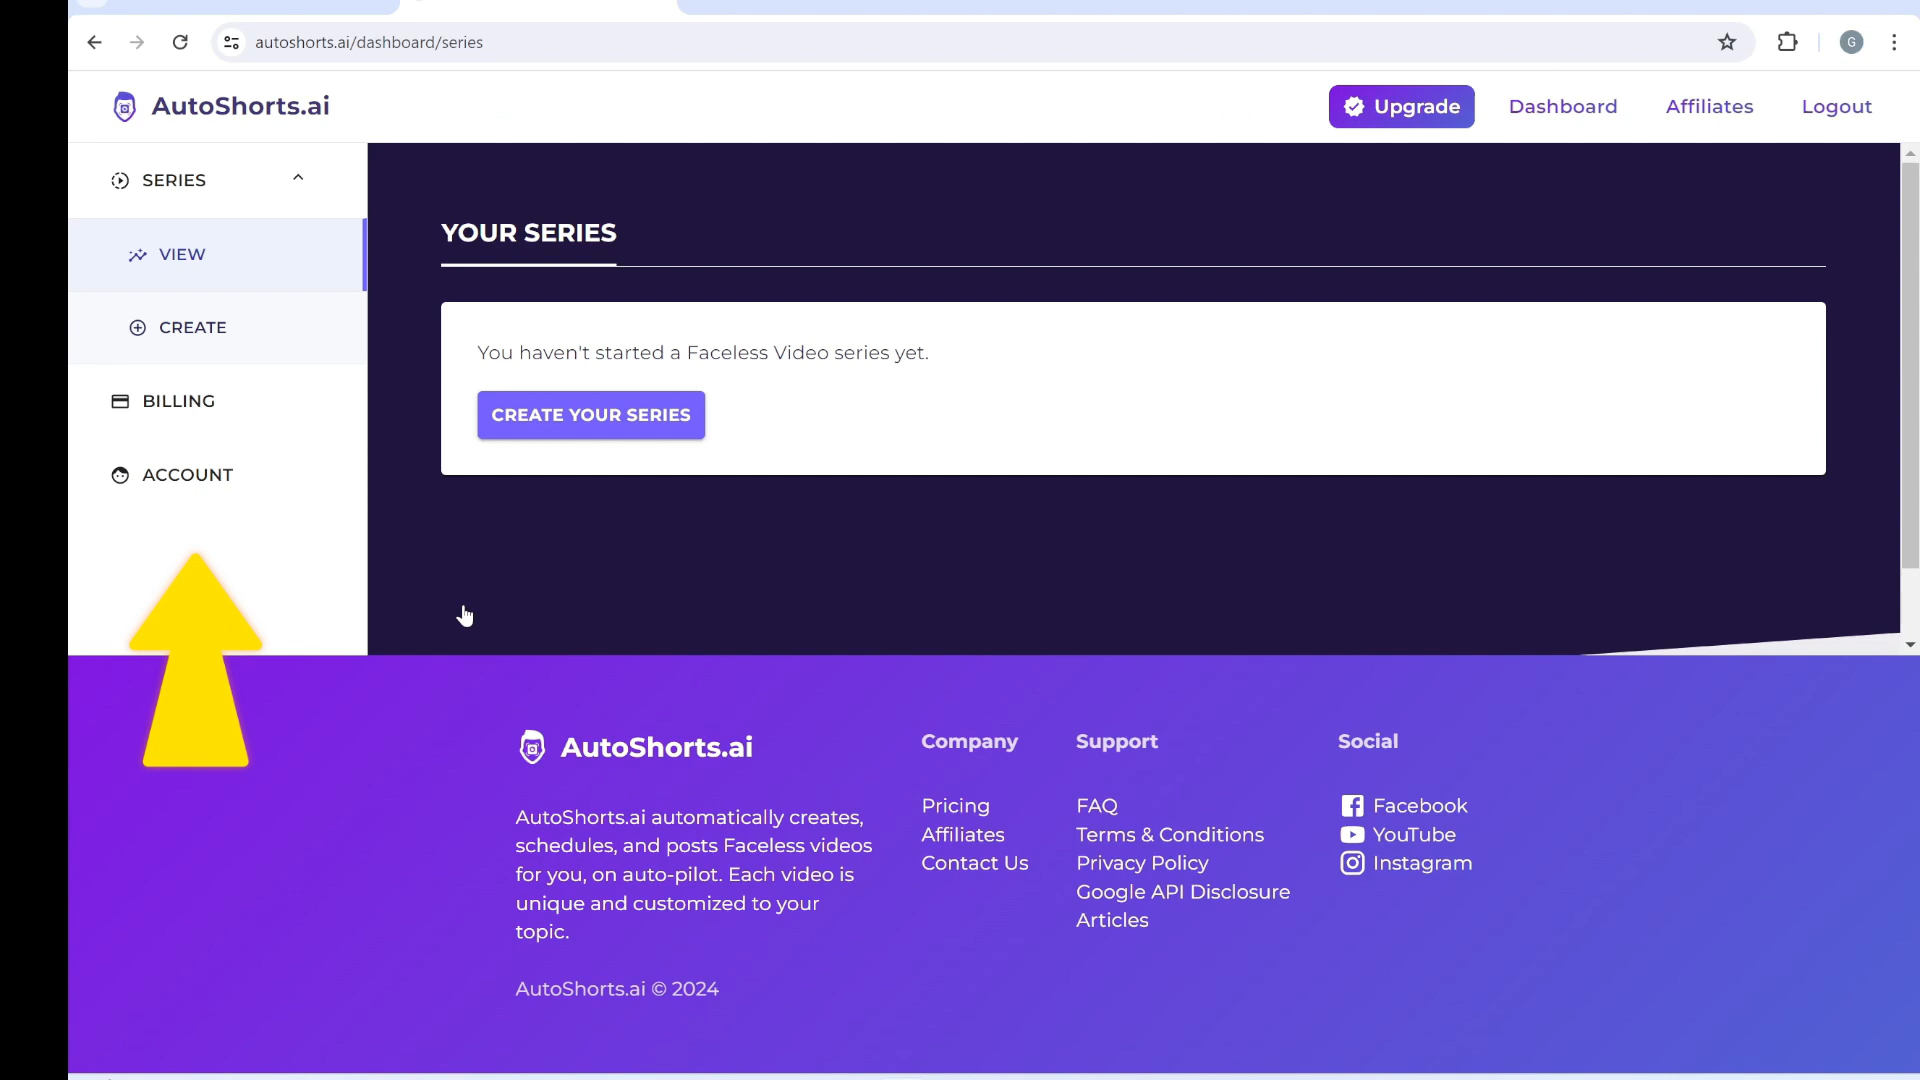 autoshorts.ai/dashboard/series
G
AutoShorts.ai
Upgrade
Dashboard
Affiliates
Logout
SERIES
VIEW
CREATE
BILLING
ACCOUNT
YOUR SERIES
You haven't started a Faceless Video series yet.
CREATE YOUR SERIES
AutoShorts.ai
AutoShorts.ai automatically creates,
schedules, and posts Faceless videos
for you, on auto-pilot. Each video is
unique and customized to your
topic.
AutoShorts.ai © 2024
Company
Pricing
Affiliates
Contact Us
Support
FAQ
Terms & Conditions
Privacy Policy
Google API Disclosure
Articles
Social
Facebook
YouTube
Instagram